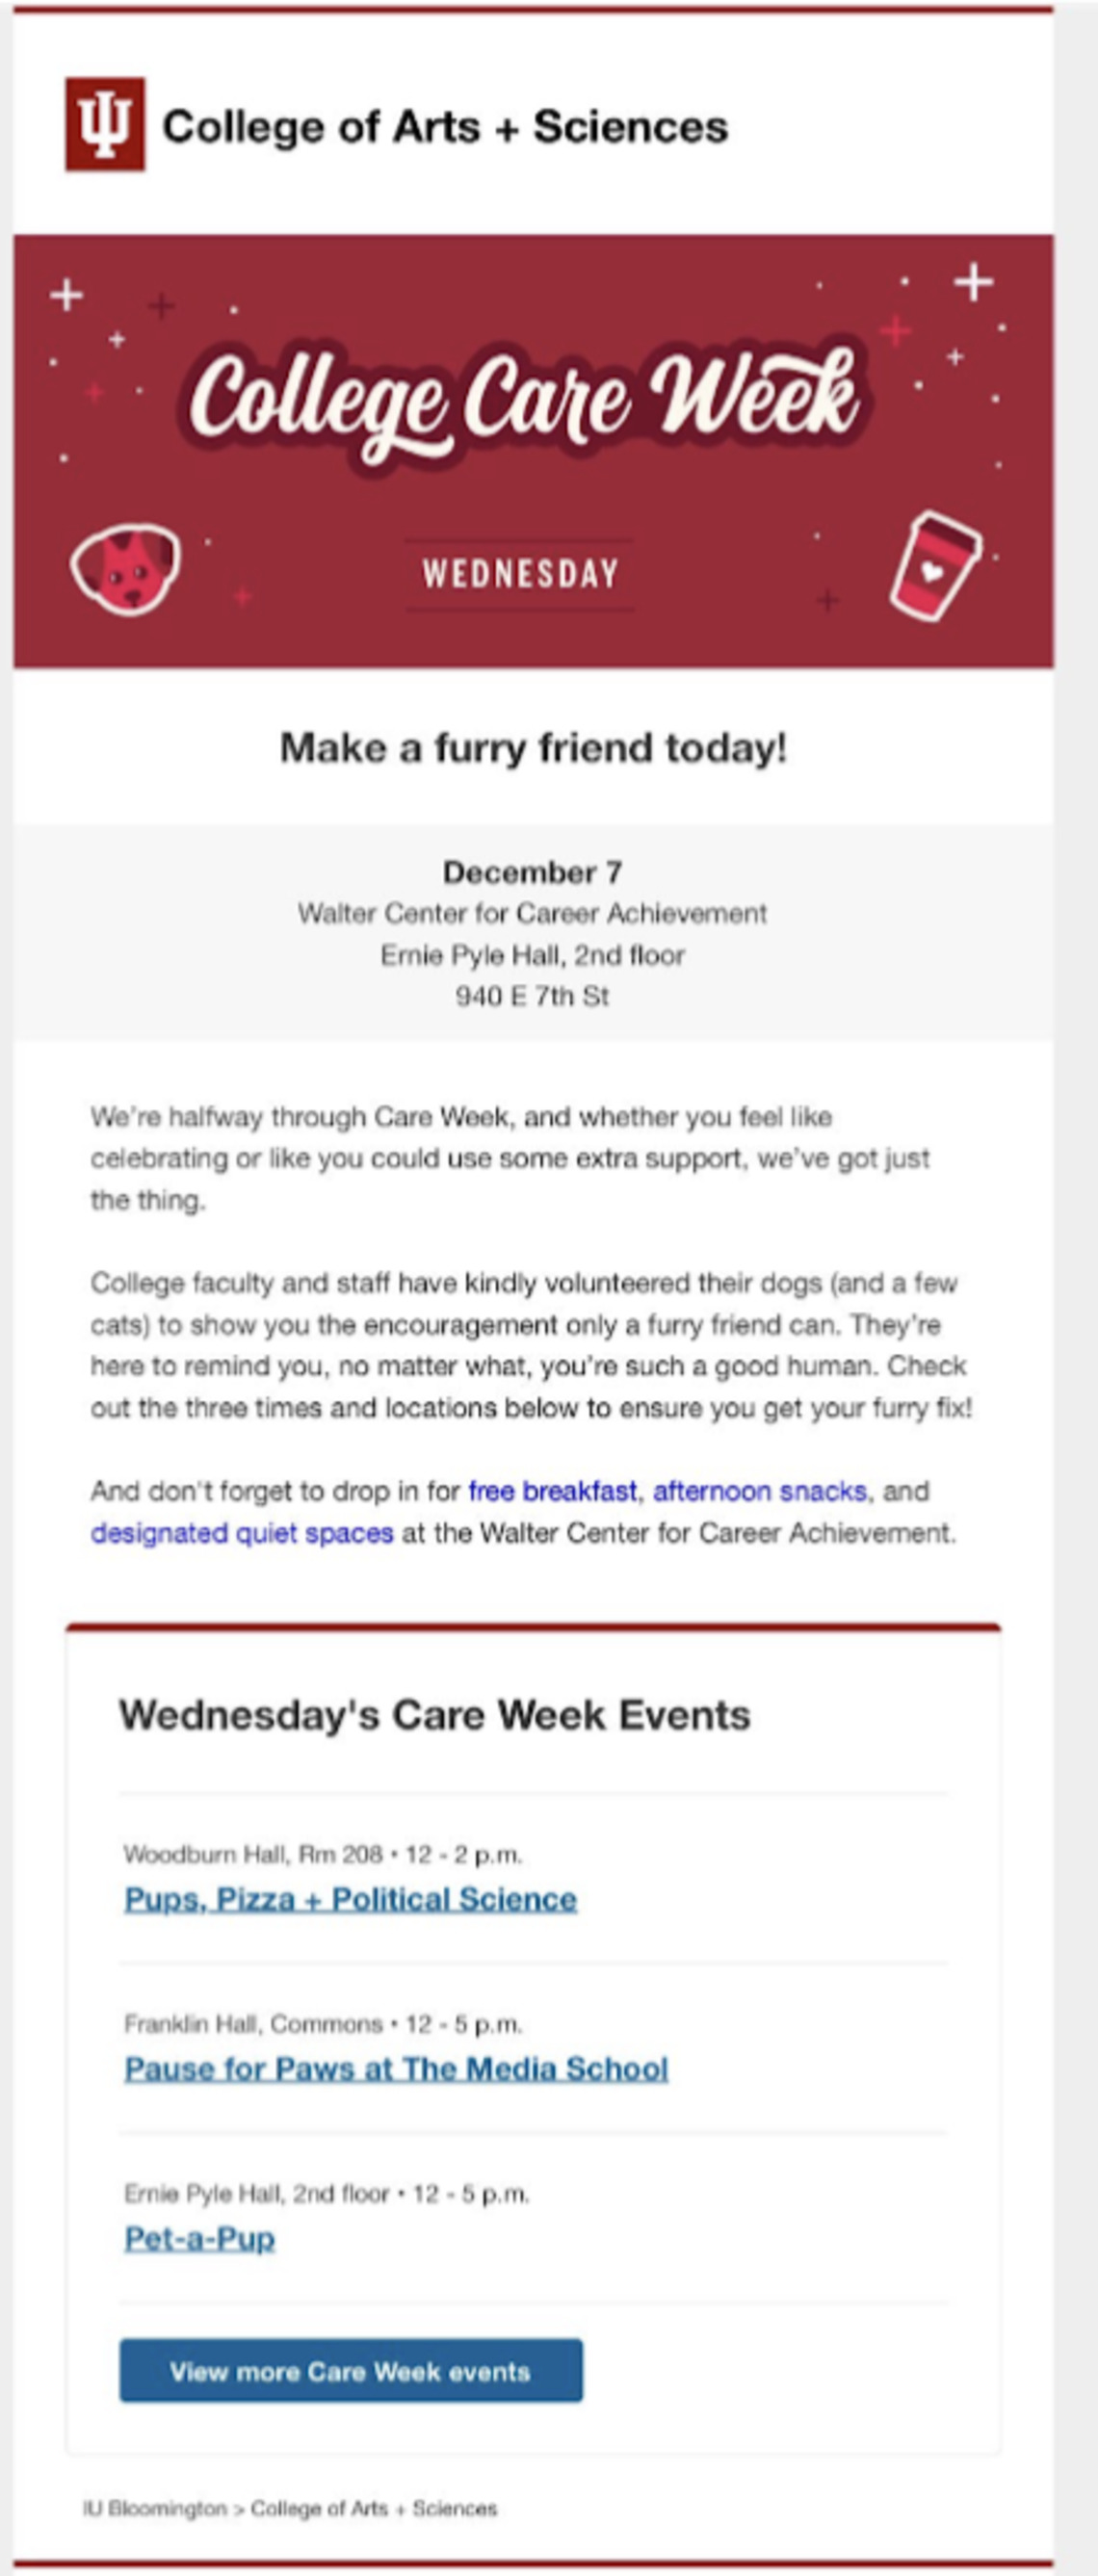 College of Arts + Sciences
College Care Week
WEDNESDAY
Make a furry friend today!
December 7
Walter Center for Career Achievement
Ernie Pyle Hall, 2nd floor
940 E 7th St
We're halfway through Care Week, and whether you feel like
celebrating or like you could use some extra support, we've got just
the thing.
College faculty and staff have kindly volunteered their dogs (and a few
cats) to show you the encouragement only a furry friend can. They're
here to remind you, no matter what, you're such a good human. Check
out the three times and locations below to ensure you get your furry fix!
And don't forget to drop in for free breakfast, afternoon snacks, and
designated quiet spaces at the Walter Center for Career Achievement.
Wednesday's Care Week Events
Woodburn Hall, Rm 208 • 12 - 2 p.m.
Pups, Pizza + Political Science
Franklin Hall, Commons • 12 - 5 p.m.
Pause for Paws at The Media School
Ernie Pyle Hall, 2nd floor • 12 - 5 p.m.
Pet-a-Pup
View more Care Week events
IU Bloomington > College of Arts + Sciences